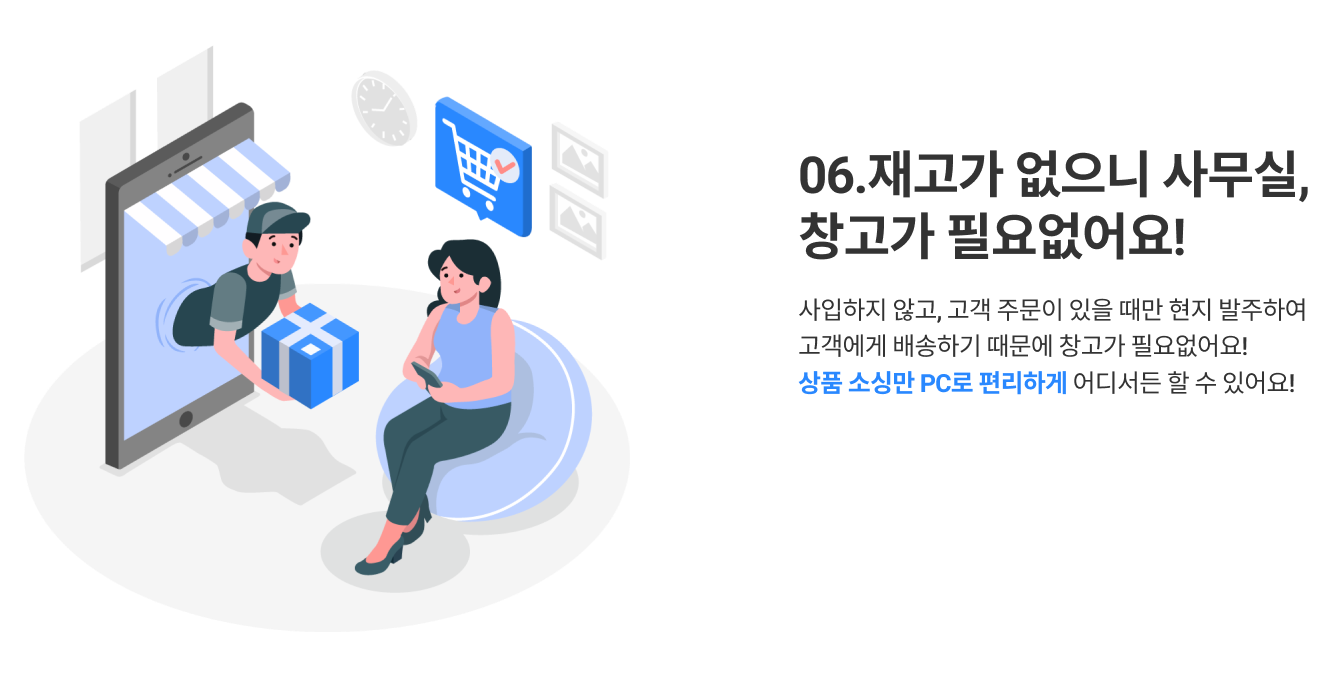 06.재고가 없으니 사무실,
창고가 필요없어요!
사입하지 않고, 고객 주문이 있을 때만 현지 발주하여
고객에게 배송하기 때문에 창고가 필요없어요!
상품 소싱만 PC로 편리하게 어디서든 할 수 있어요!